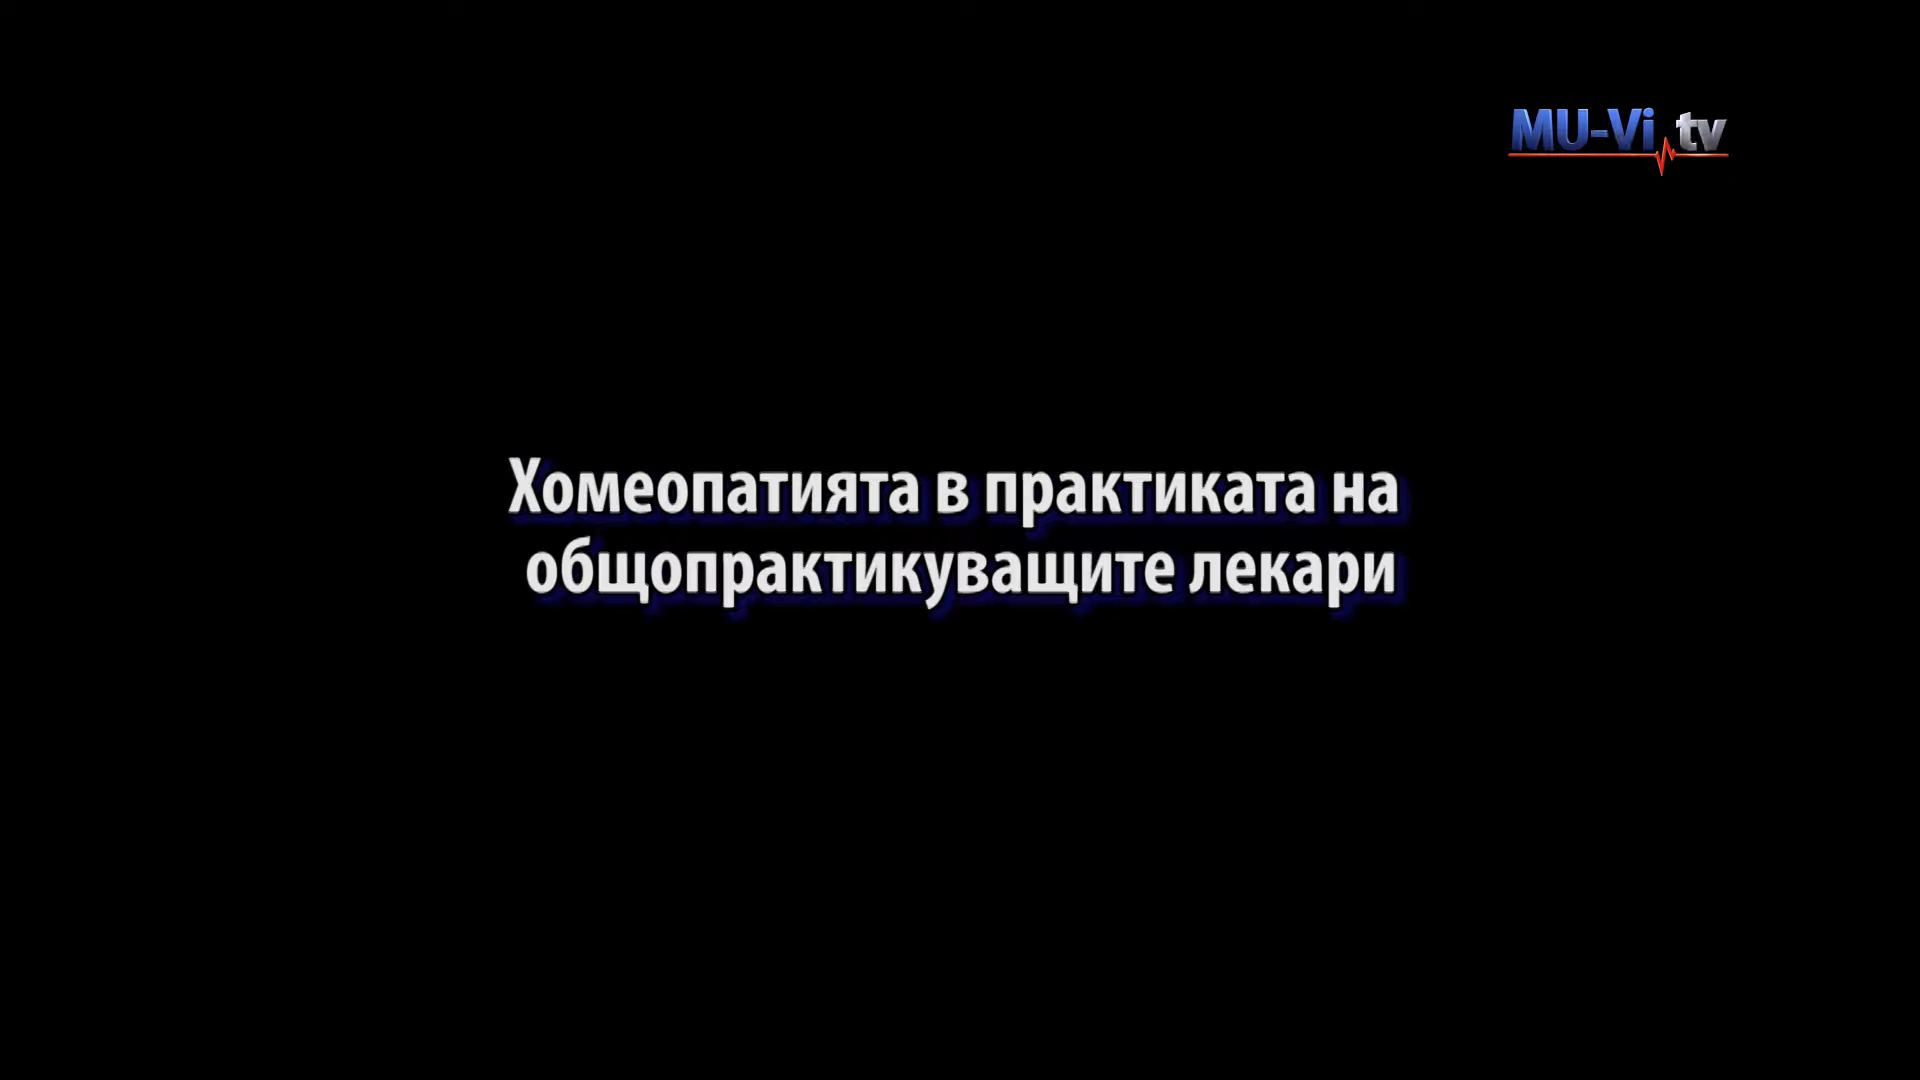 MU-Vi.tv
Хомеопатията в практиката на
общопрактикуващите лекари